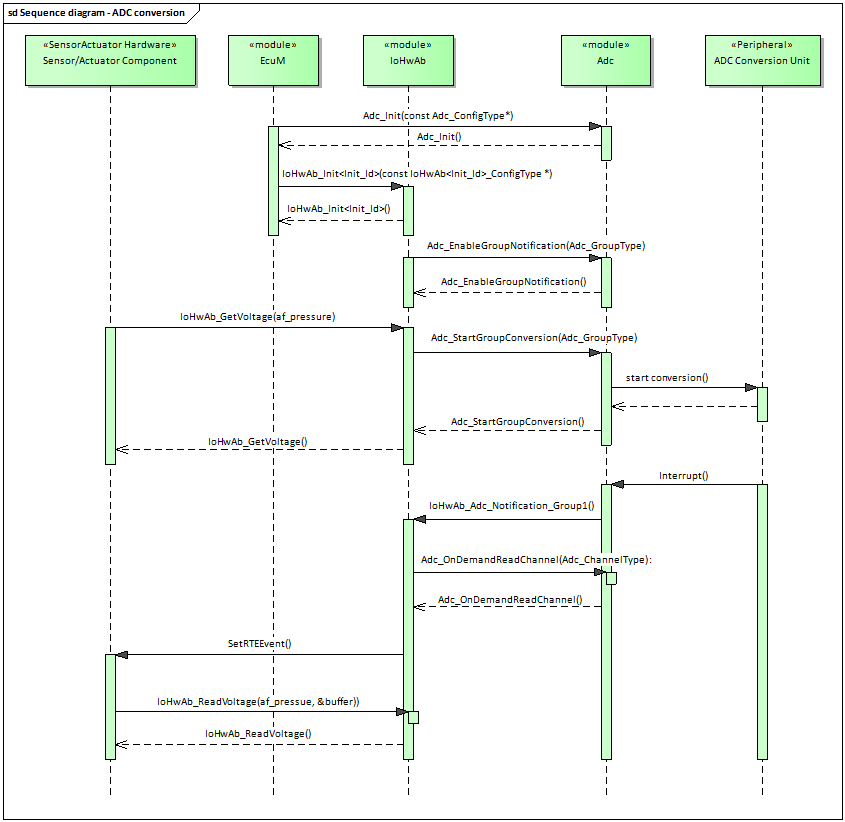 sd Sequence diagram - ADC conversion
«SensorActuator Hardware»
Sensor/Actuator Component
«module»
EcuM
«module»
IoHwAb
«module»
Adc
«Peripheral»
ADC Conversion Unit
Adc_Init(const Adc_ConfigType*)
Adc_Init()
IoHwAb_Init<Init_Id>(const IoHwAb<Init_Id>_ConfigType *)
IoHwAb_Init<Init_Id>()
Adc_EnableGroupNotification(Adc_GroupType)
Adc_EnableGroupNotification()
IoHwAb_GetVoltage(af_pressure)
Adc_StartGroupConversion(Adc_GroupType)
start conversion()
Adc_StartGroupConversion()
IoHwAb_GetVoltage()
Interrupt()
IoHwAb_Adc_Notification_Group1()
Adc_OnDemandReadChannel(Adc_ChannelType):
Adc_OnDemandReadChannel()
SetRTEEvent()
IoHwAb_ReadVoltage(af_pressue, &buffer))
IoHwAb_ReadVoltage()